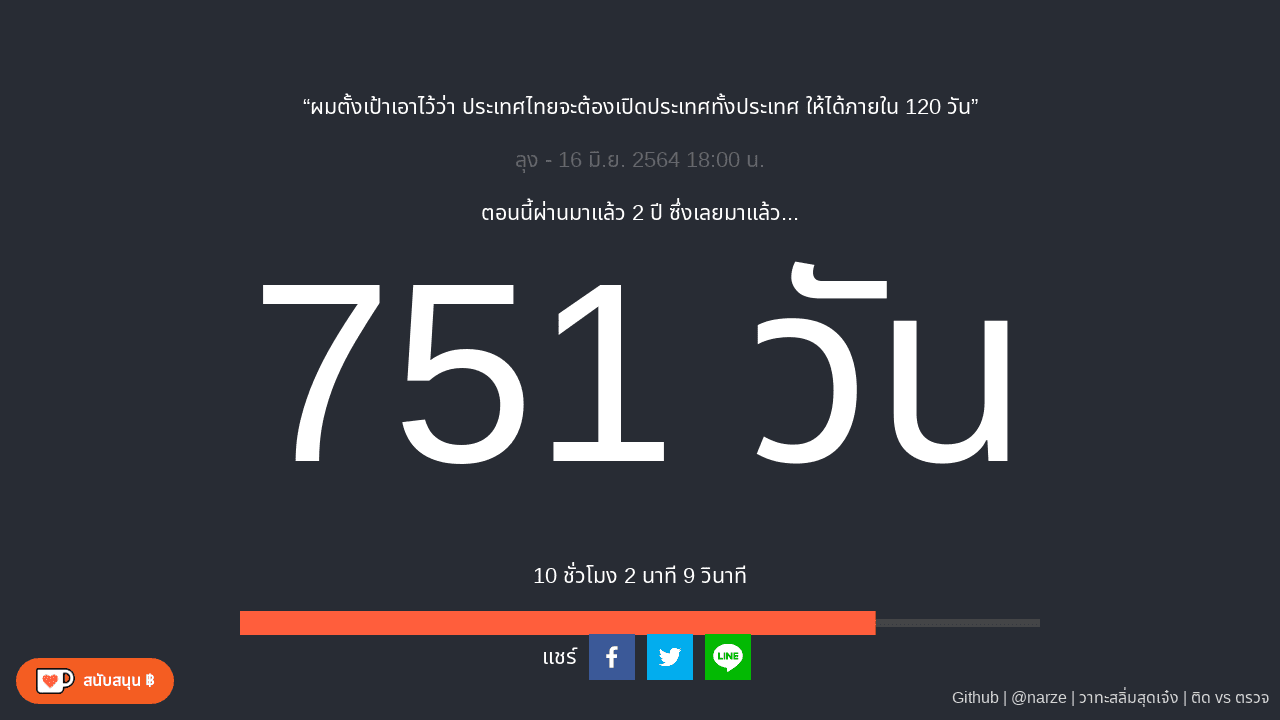 “ผมตั้งเป้าเอาไว้ว่า ประเทศไทยจะต้องเปิดประเทศทั้งประเทศ ให้ได้ภายใน 120 วัน”
ลุง - 16 มิ.ย. 2564 18:00 น.
ตอนนี้ผ่านมาแล้ว 2 ปี ซึ่งเลยมาแล้ว...
751 วัน
10 ชั่วโมง 2 นาที 9 วินาที
แชร์
LINE
สนับสนุน ฿
Github | @narze | วาทะสลิ่มสุดเจ๋ง | ติด vs ตรวจ